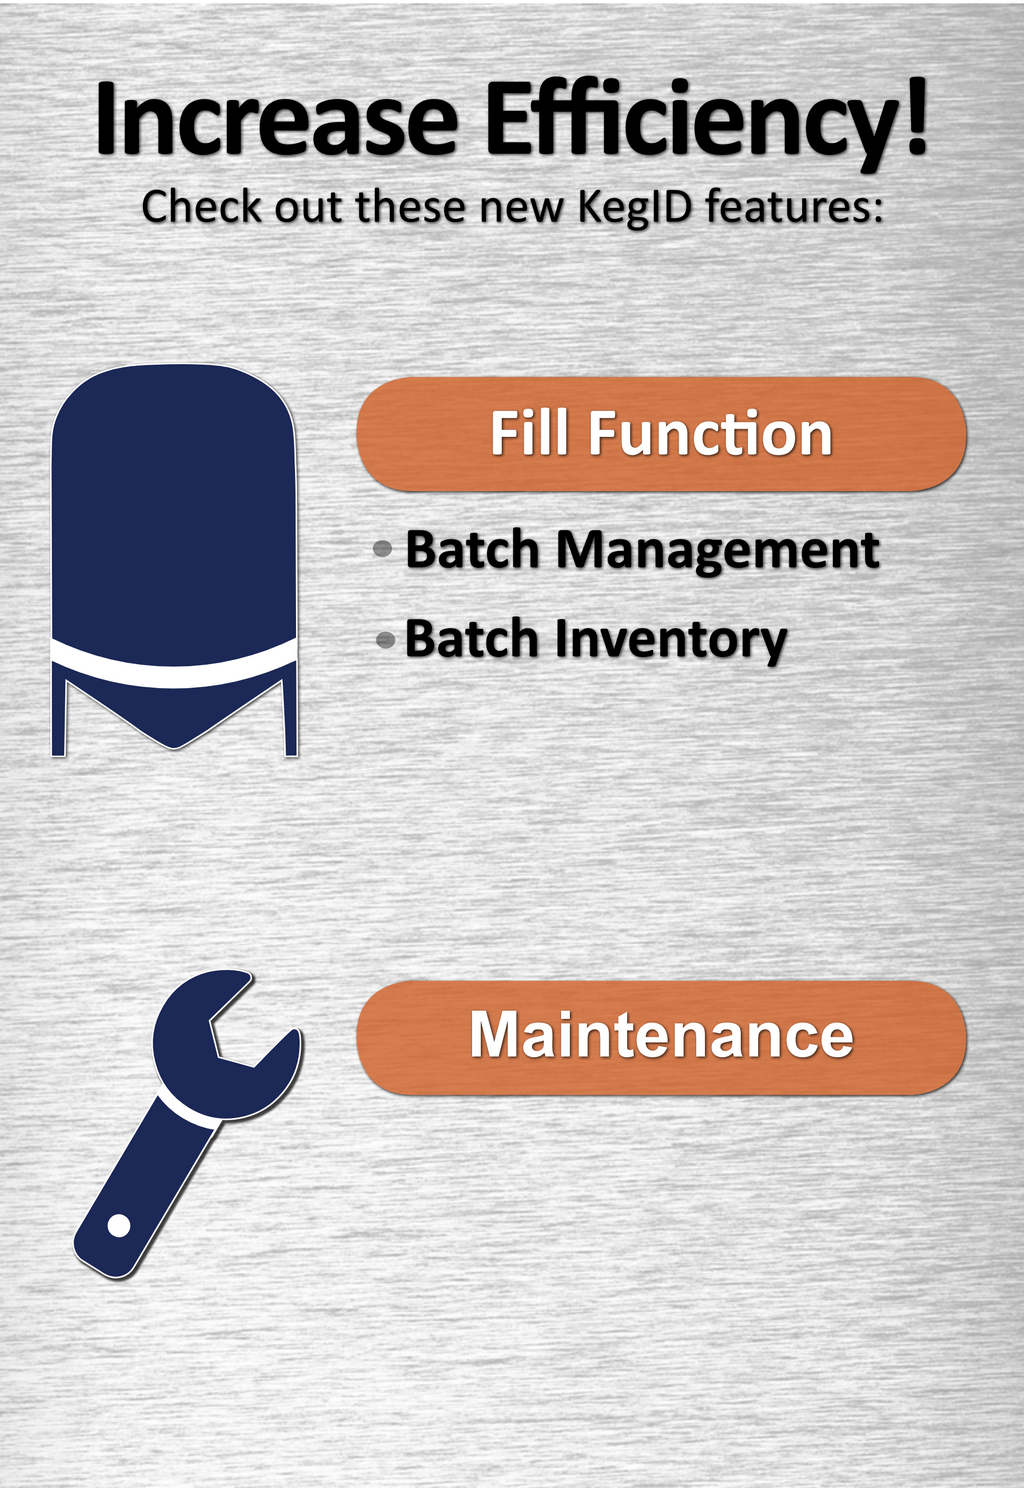 Increase Efficiency!
Check out these new KegID features:
Fill Function
• Batch Management
• Batch Inventory
Maintenance